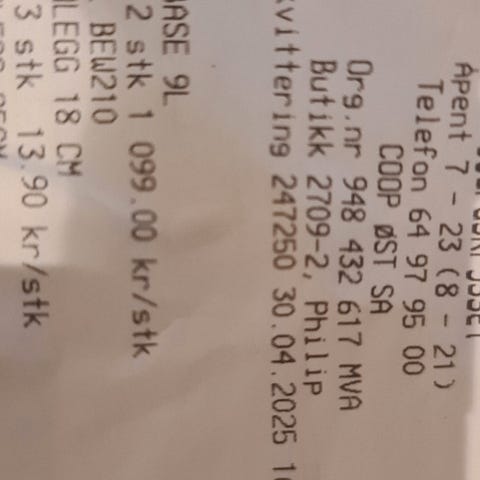 Åpent 7 - 23 (8 - 21)
Telefon 64 97 95 00
COOP ØST SA
Org.nr 948 432 617 MVA
Butikk 2709-2, Philip
kvittering 247250 30.04.2025
BASE 9L
2 stk 1 099.00 kr/stk
BEW210
LEGG 18 CM
3 stk 13.90 kr/stk